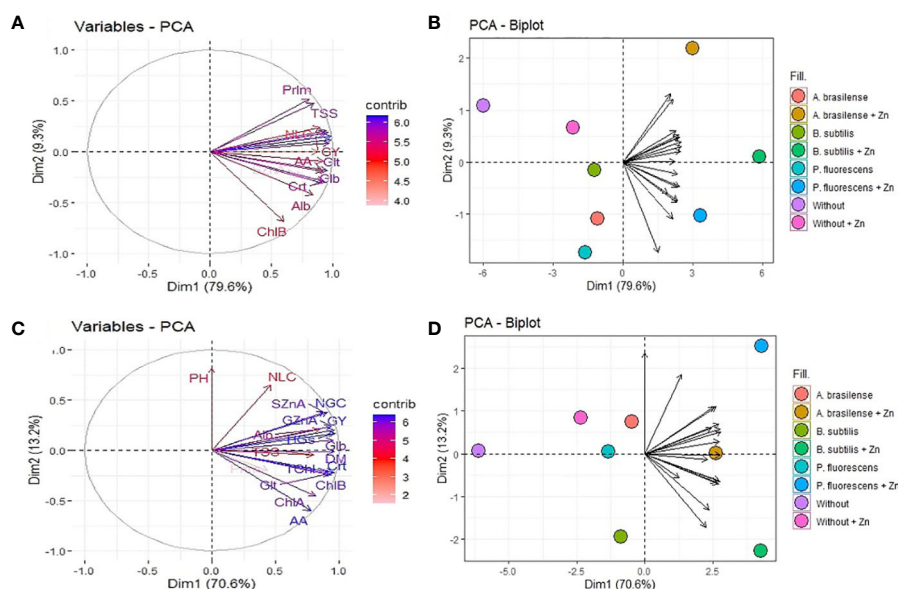 A
Variables - PCA
1.0
0.5
0.0
-0.5
-1.0
Dim2 (9.3%)
-1.0
-0.5
0.0
0.5
1.0
Dim1 (79.6%)
Prlm
TSS
GY
AA
Glt
Glb
Crt
Alb
ChlB
contrib
6.0
5.5
5.0
4.5
4.0
B
PCA - Biplot
2
1
0
-1
Dim2 (9.3%)
-6
-3
0
3
6
Dim1 (79.6%)
Fill.
A. brasilense
A. brasilense + Zn
B. subtilis
B. subtilis + Zn
P. fluorescens
P. fluorescens + Zn
Without
Without + Zn
C
Variables - PCA
1.0
0.5
0.0
-0.5
-1.0
Dim2 (13.2%)
-1.0
-0.5
0.0
0.5
1.0
Dim1 (70.6%)
PH
NLC
SZnA
NGC
GZnA
GY
Alb
Glb
TSS
DM
TChl
Crt
Glt
ChlB
ChlA
AA
contrib
6
5
4
3
2
D
PCA - Biplot
2
1
0
-1
-2
Dim2 (13.2%)
-5.0
-2.5
0.0
2.5
Dim1 (70.6%)
Fill.
A. brasilense
A. brasilense + Zn
B. subtilis
B. subtilis + Zn
P. fluorescens
P. fluorescens + Zn
Without
Without + Zn